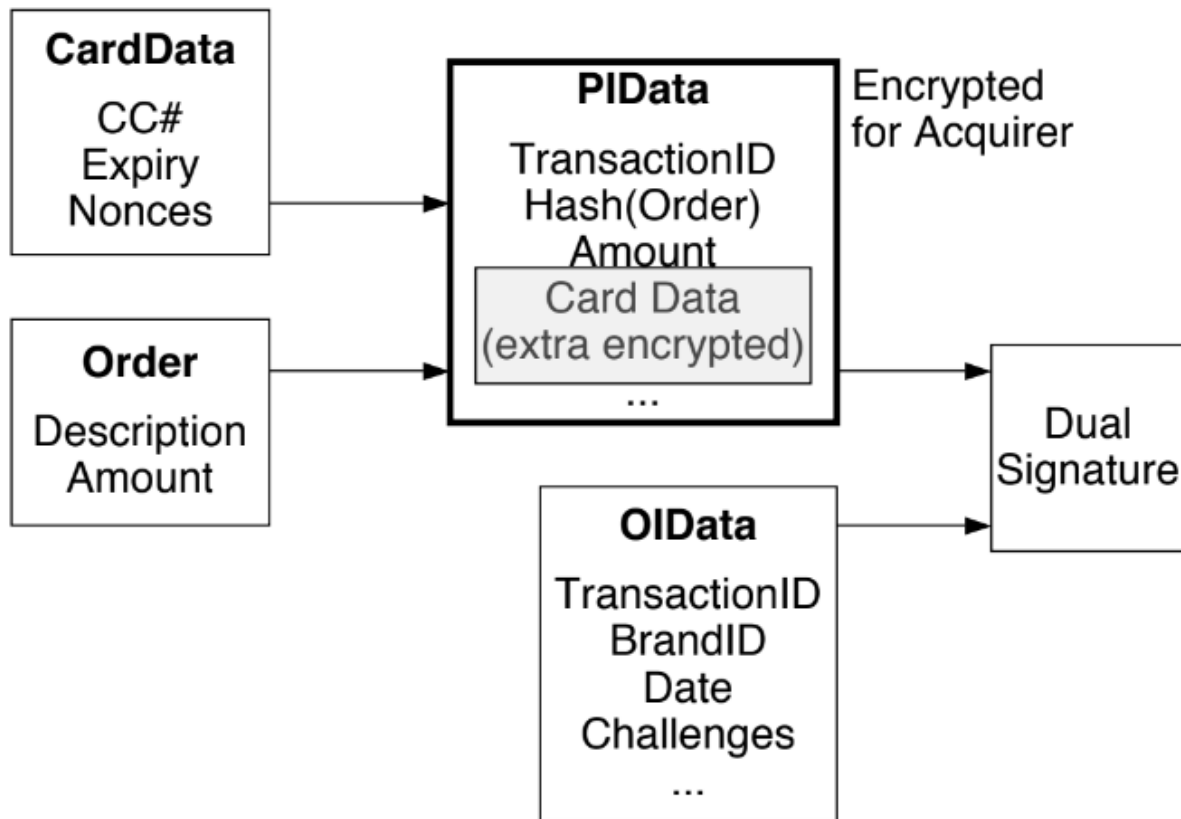 CardData
CC#
Expiry
Nonces
PIData
TransactionID
Hash(Order)
Amount
Card Data
(extra encrypted)
...
Encrypted
for Acquirer
Order
Description
Amount
OIData
TransactionID
BrandID
Date
Challenges
...
Dual
Signature